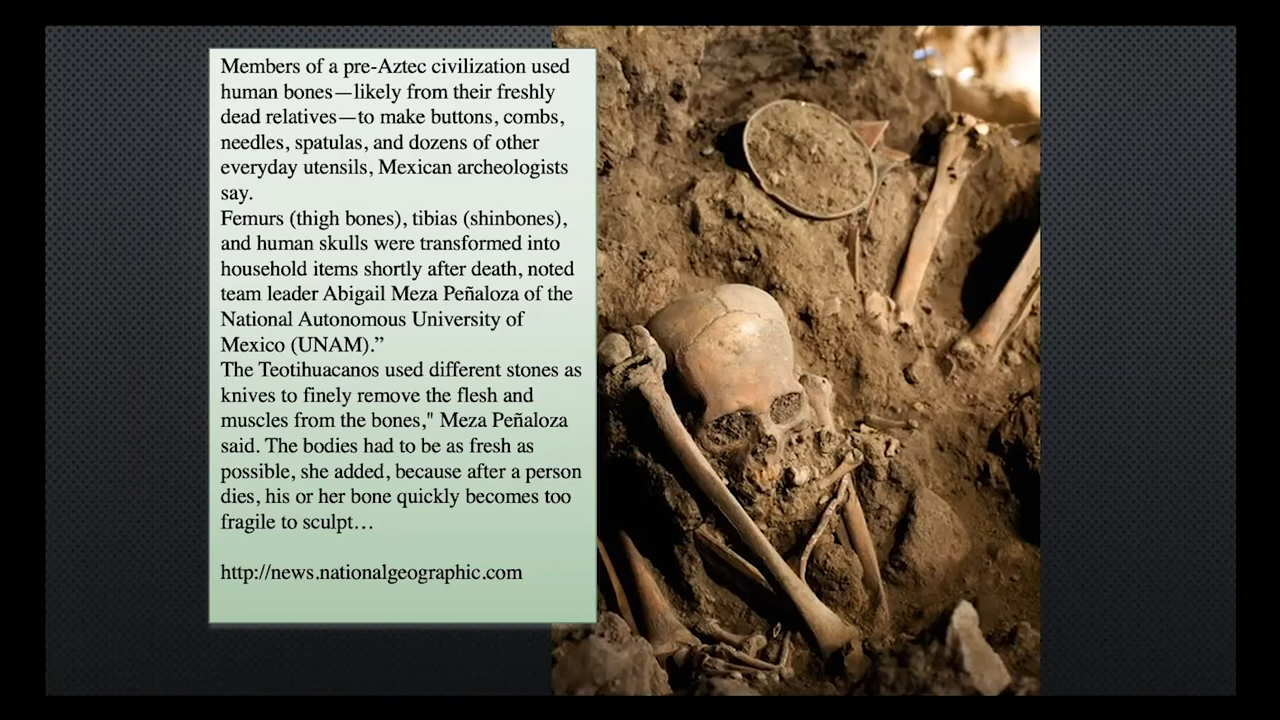 Members of a pre-Aztec civilization used
human bones—likely from their freshly
dead relatives—to make buttons, combs,
needles, spatulas, and dozens of other
everyday utensils, Mexican archeologists
say.
Femurs (thigh bones), tibias (shinbones),
and human skulls were transformed into
household items shortly after death, noted
team leader Abigail Meza Peñaloza of the
National Autonomous University of
Mexico (UNAM).”
The Teotihuacanos used different stones as
knives to finely remove the flesh and
muscles from the bones," Meza Peñaloza
said. The bodies had to be as fresh as
possible, she added, because after a person
dies, his or her bone quickly becomes too
fragile to sculpt…
http://news.nationalgeographic.com